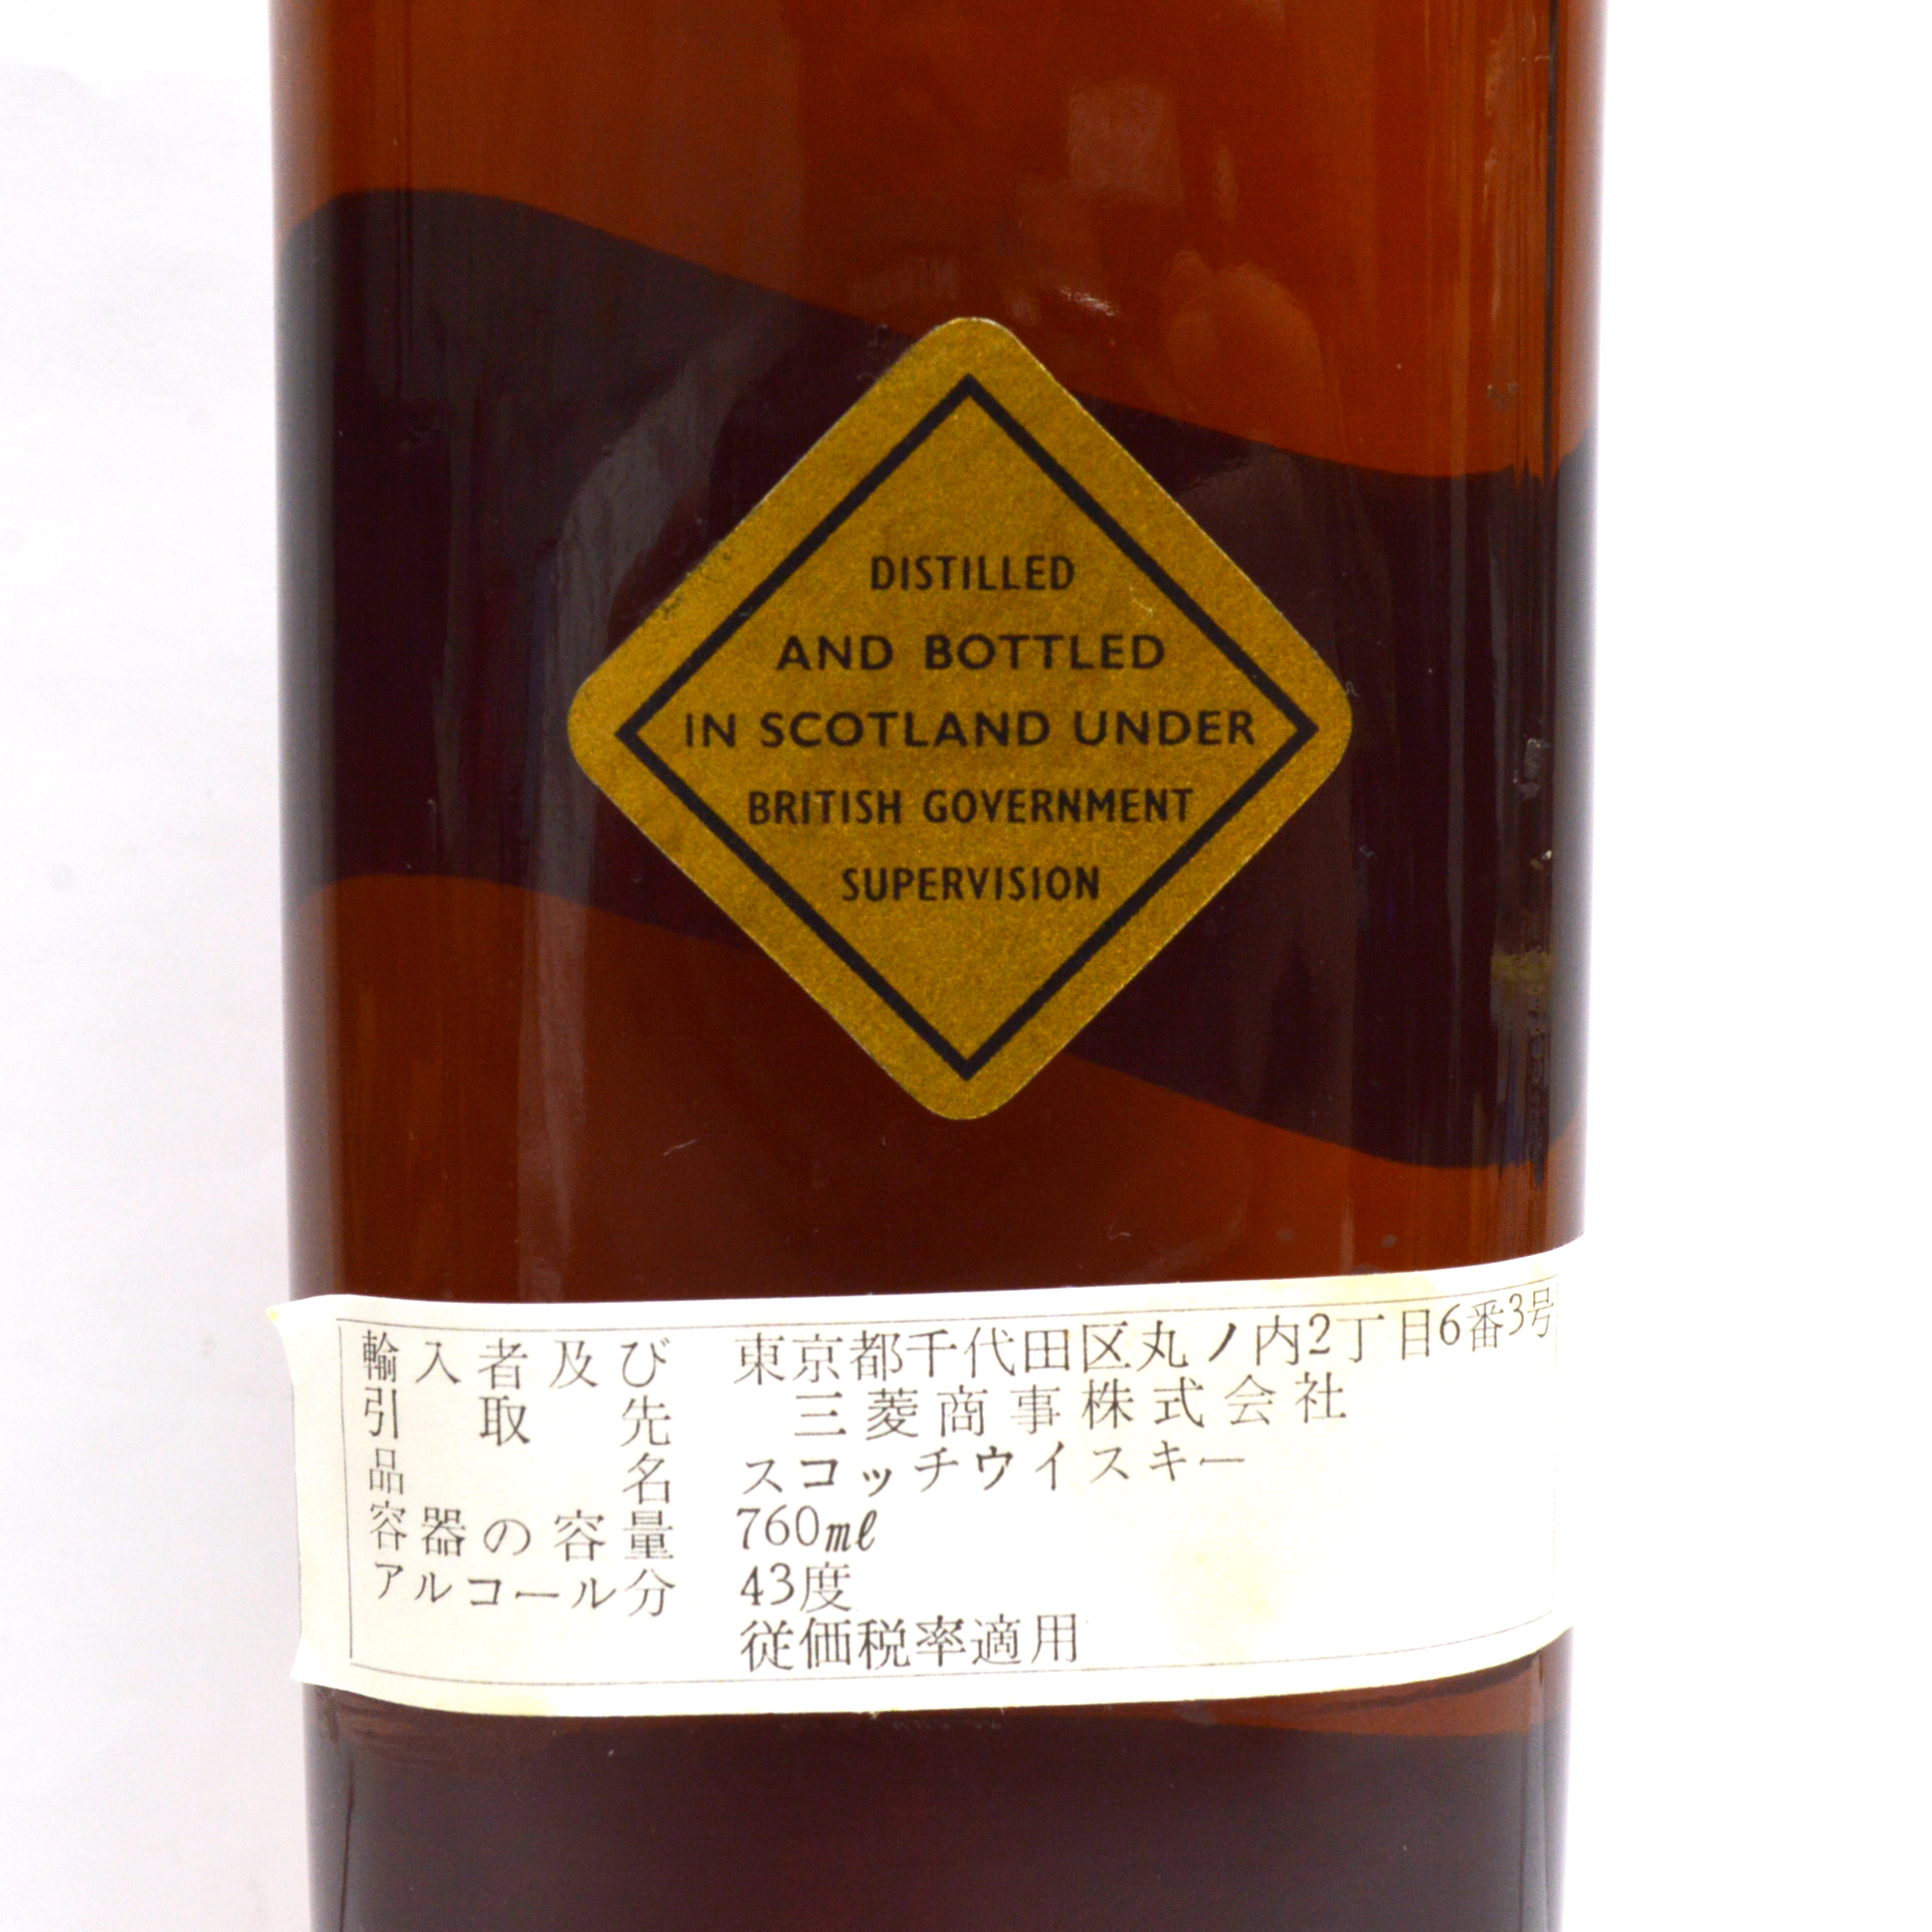 DISTILLED
AND BOTTLED
IN SCOTLAND UNDER
BRITISH GOVERNMENT
SUPERVISION
輸入者及び 東京都千代田区丸ノ内2丁目6番3号
引取先 三菱商事株式会社
品名 スコッチウイスキー
容器の容量 760ml
アルコール分 43度
従価税率適用